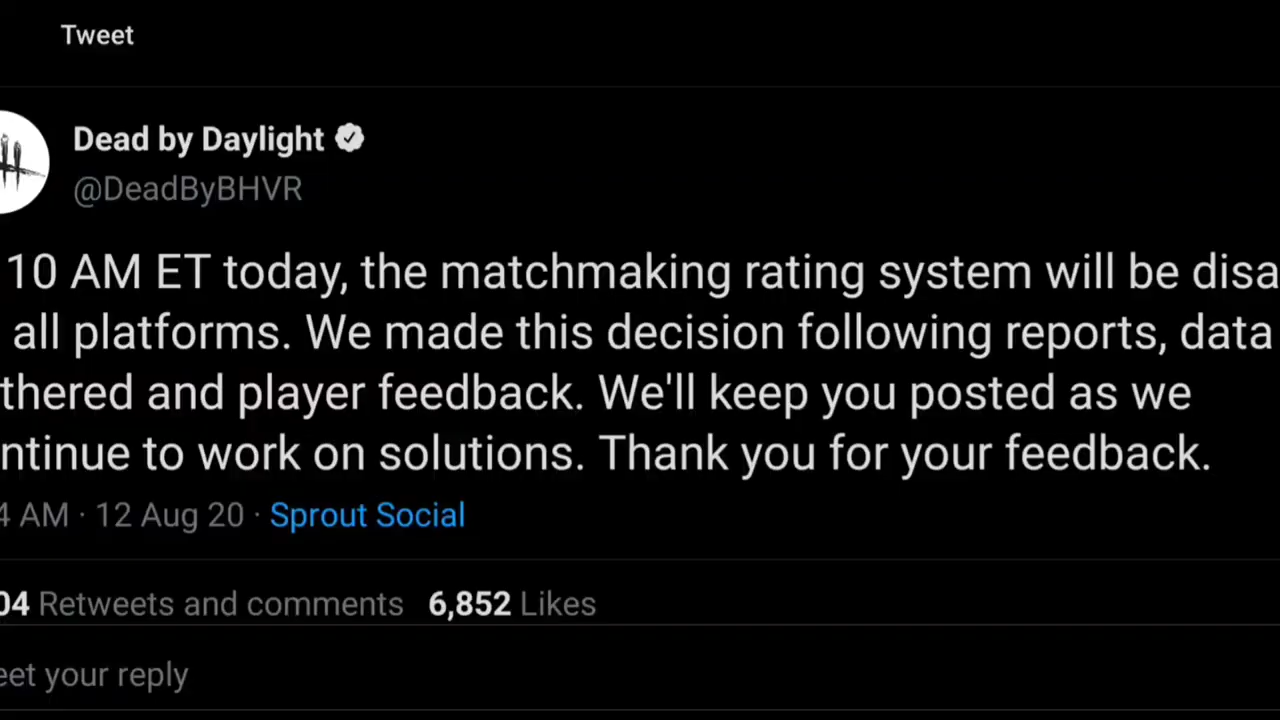 Tweet
Dead by Daylight
@DeadByBHVR
10 AM ET today, the matchmaking rating system will be disa
all platforms. We made this decision following reports, data
thered and player feedback. We'll keep you posted as we
ntinue to work on solutions. Thank you for your feedback.
4 AM · 12 Aug 20 · Sprout Social
04 Retweets and comments 6,852 Likes
eet your reply